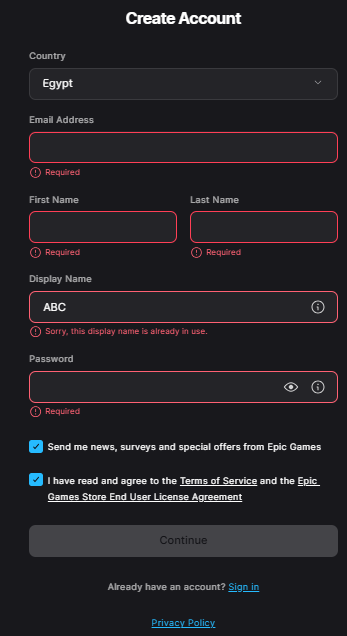 Create Account
Country
Egypt
Email Address
Required
First Name Last Name
Required Required
Display Name
ABC
Sorry, this display name is already in use.
Password
Required
Send me news, surveys and special offers from Epic Games
I have read and agree to the Terms of Service and the Epic
Games Store End User License Agreement
Continue
Already have an account? Sign in
Privacy Policy